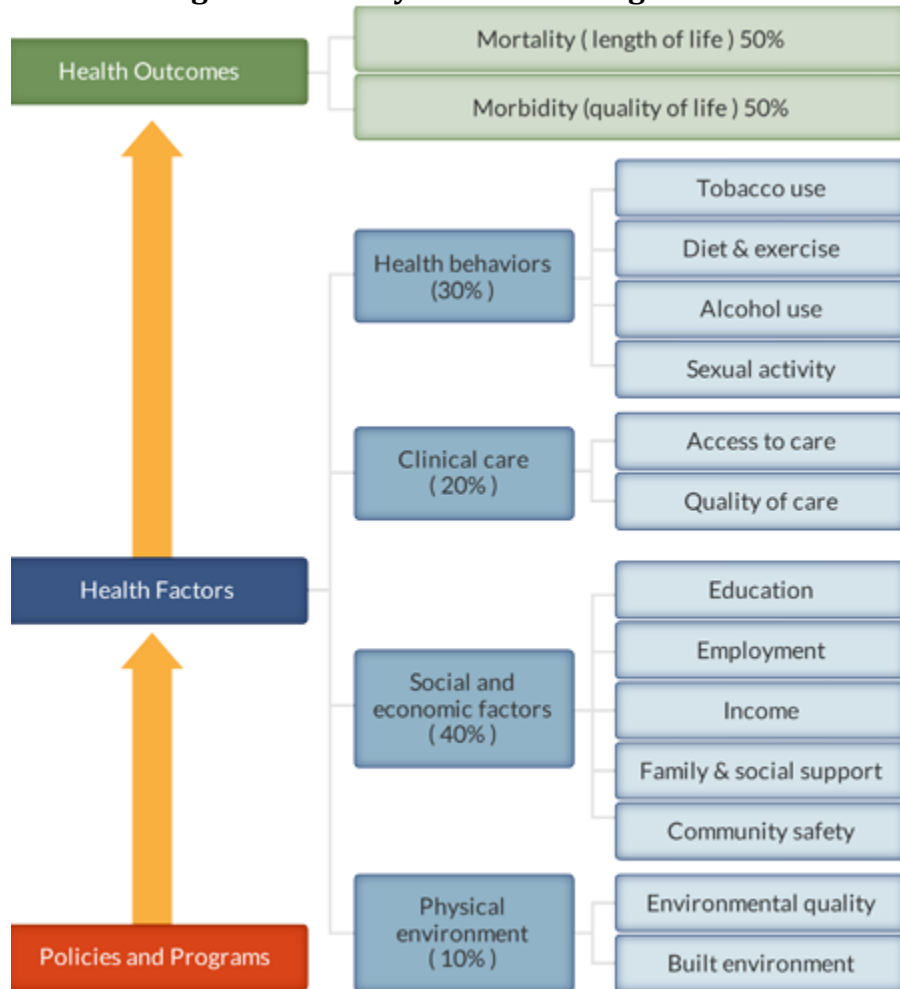 Health Outcomes
Mortality ( length of life ) 50%
Morbidity (quality of life ) 50%
Tobacco use
Diet & exercise
Alcohol use
Sexual activity
Health behaviors
(30% )
Access to care
Quality of care
Clinical care
( 20% )
Health Factors
Education
Employment
Income
Family & social support
Community safety
Social and
economic factors
( 40% )
Environmental quality
Built environment
Physical
environment
( 10% )
Policies and Programs